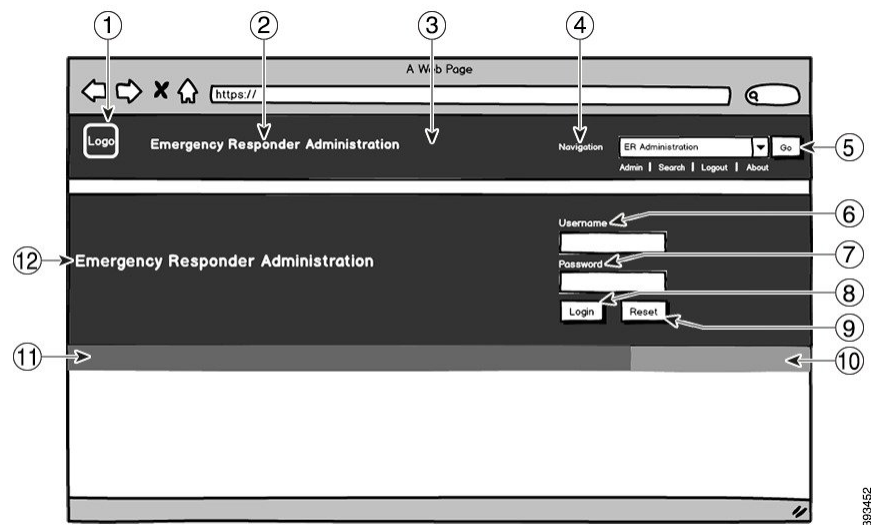 1 2 3 4
A Web Page
https://
Logo
Emergency Responder Administration
Navigation
ER Administration
Go
5
Admin | Search | Logout | About
Username
6
12
Emergency Responder Administration
Password
7
8
Login
Reset
9
11
10
393452